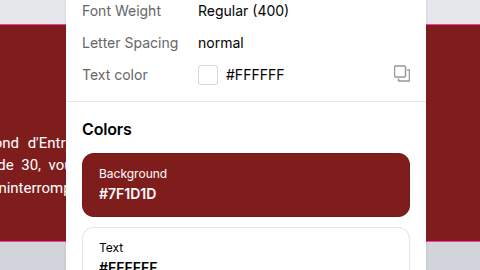 Font Weight Regular (400)
Letter Spacing normal
Text color #FFFFFF
Colors
ond d'Entr
de 30, vou
ninterromp
Background
#7F1D1D
Text
#FFFFFF